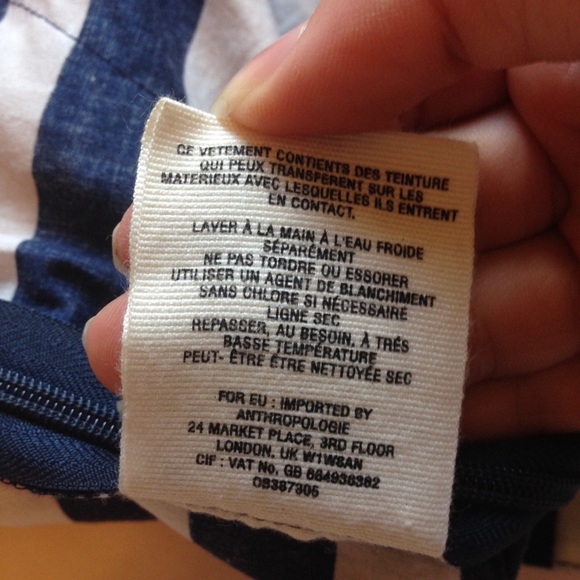 CE VETEMENT CONTIENTS DES TEINTURE
QUI PEUX TRANSFERENT SUR LES
MATERIEUX AVEC LESQUELLES ILS ENTRENT
EN CONTACT.
LAVER À LA MAIN À L'EAU FROIDE
SÉPARÉMENT
NE PAS TORDRE OU ESSORER
UTILISER UN AGENT DE BLANCHIMENT
SANS CHLORE SI NÉCESSAIRE
LIGNE SEC
REPASSER, AU BESOIN, À TRÉS
BASSE TEMPÉRATURE
PEUT- ÊTRE ÊTRE NETTOYÉE SEC
FOR EU : IMPORTED BY
ANTHROPOLOGIE
24 MARKET PLACE, 3RD FLOOR
LONDON, UK W1W8AN
CIF : VAT No. GB